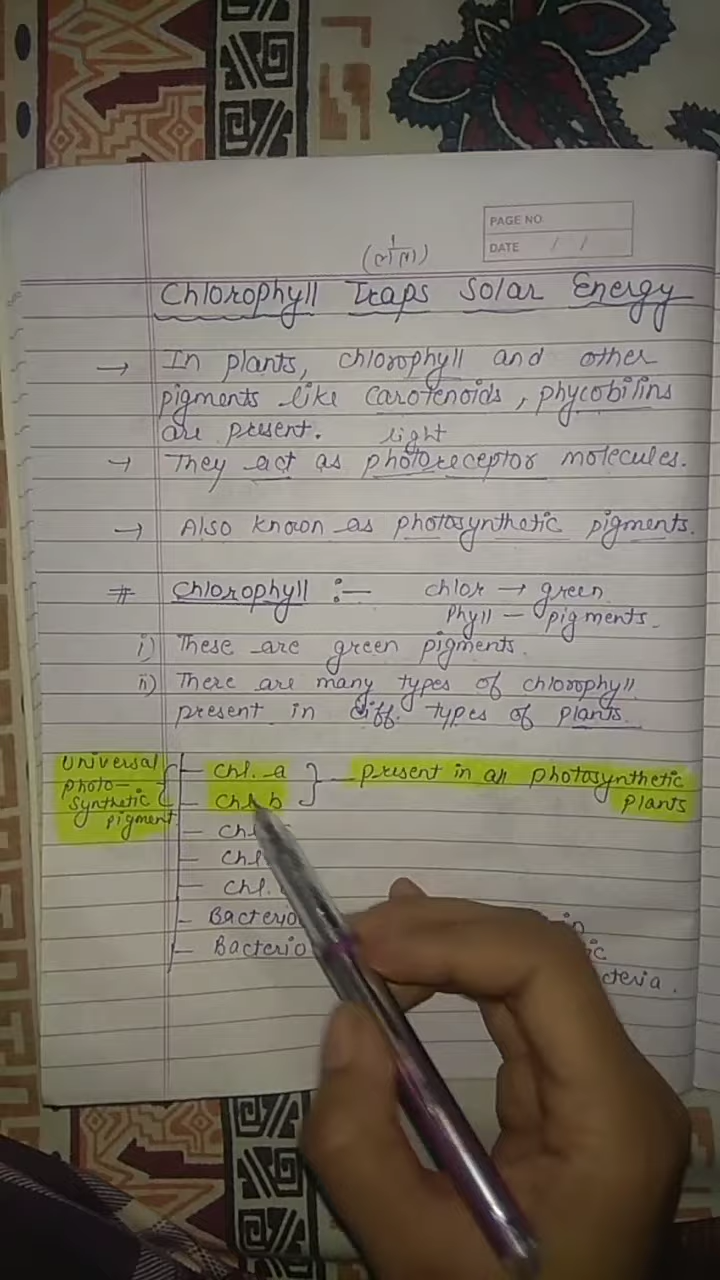 PAGE NO.
DATE / /
Chlorophyll Traps Solar Energy
→ In plants, chlorophyll and other
pigments like carotenoids, phycobilins
are present.
light
→ They act as photoreceptor molecules.
→ Also known as photosynthetic pigments.
# Chlorophyll :- chlor → green
Phyll - pigments.
i) These are green pigments.
ii) There are many types of chlorophyll
present in diff. types of plants.
Universal
photo-
synthetic
pigment
Chl. a
Chl. b
present in all photosynthetic
plants
Chl.
Chl.
Chl.
Bacterio
Bacterio
in
cteria.